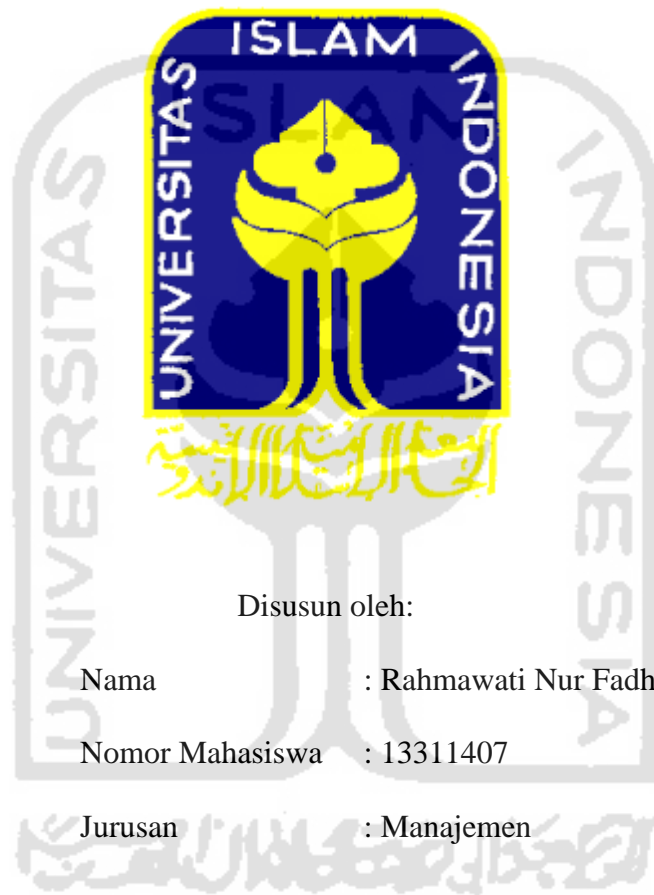 UNIVERSITAS ISLAM INDONESIA
Disusun oleh:
Nama : Rahmawati Nur Fadh
Nomor Mahasiswa : 13311407
Jurusan : Manajemen